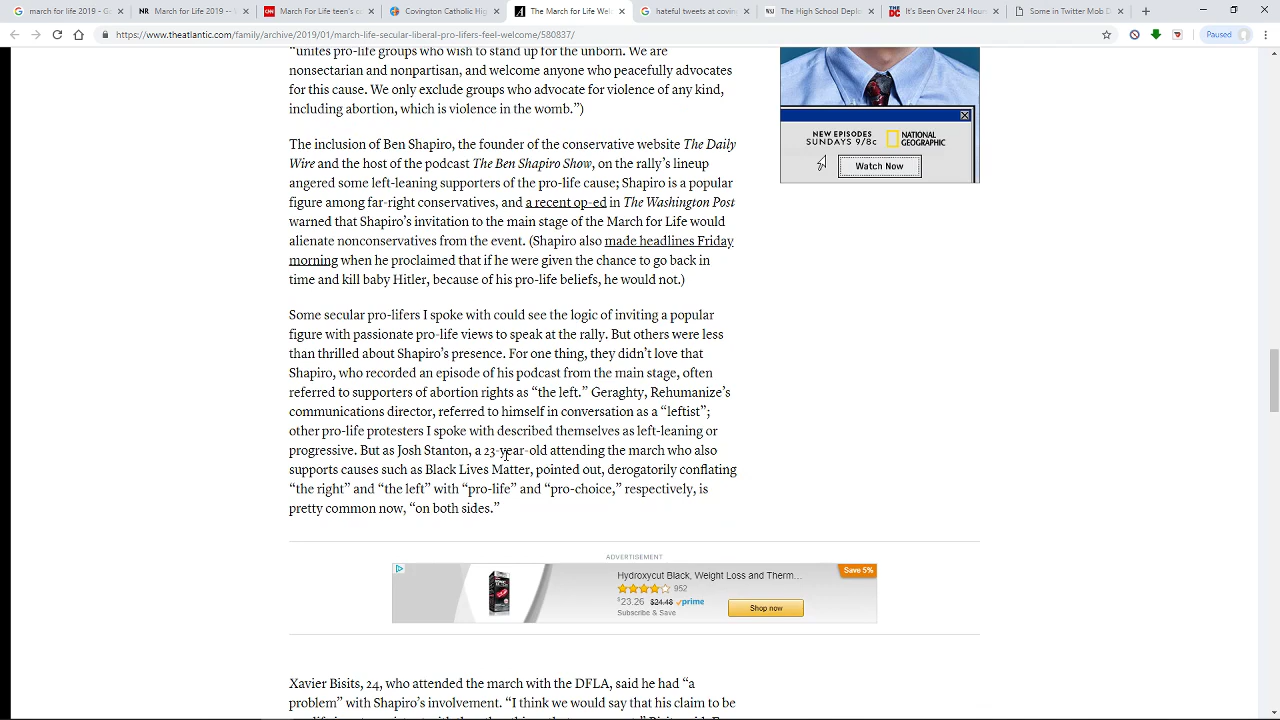 march for life 2019 - G
March for Life 2019 --
March For Life teen's o
Covington Catholic Hig
The March for Life Wel
hateful tweets at coving
The High School Deplo
It's Been Over 24 Hour
Some in Twitter Mob D
https://www.theatlantic.com/family/archive/2019/01/march-life-secular-liberal-pro-lifers-feel-welcome/580837/
Paused
“unites pro-life groups who wish to stand up for the unborn. We are
nonsectarian and nonpartisan, and welcome anyone who peacefully advocates
for this cause. We only exclude groups who advocate for violence of any kind,
including abortion, which is violence in the womb.”)
NEW EPISODES
SUNDAYS 9/8c
NATIONAL
GEOGRAPHIC
Watch Now
The inclusion of Ben Shapiro, the founder of the conservative website The Daily
Wire and the host of the podcast The Ben Shapiro Show, on the rally’s lineup
angered some left-leaning supporters of the pro-life cause; Shapiro is a popular
figure among far-right conservatives, and a recent op-ed in The Washington Post
warned that Shapiro’s invitation to the main stage of the March for Life would
alienate nonconservatives from the event. (Shapiro also made headlines Friday
morning when he proclaimed that if he were given the chance to go back in
time and kill baby Hitler, because of his pro-life beliefs, he would not.)
Some secular pro-lifers I spoke with could see the logic of inviting a popular
figure with passionate pro-life views to speak at the rally. But others were less
than thrilled about Shapiro’s presence. For one thing, they didn’t love that
Shapiro, who recorded an episode of his podcast from the main stage, often
referred to supporters of abortion rights as “the left.” Geraghty, Rehumanize’s
communications director, referred to himself in conversation as a “leftist”;
other pro-life protesters I spoke with described themselves as left-leaning or
progressive. But as Josh Stanton, a 23-year-old attending the march who also
supports causes such as Black Lives Matter, pointed out, derogatorily conflating
“the right” and “the left” with “pro-life” and “pro-choice,” respectively, is
pretty common now, “on both sides.”
ADVERTISEMENT
Hydroxycut Black, Weight Loss and Therm...
Save 5%
952
$23.26 $24.48 prime
Subscribe & Save
Shop now
Xavier Bisits, 24, who attended the march with the DFLA, said he had “a
problem” with Shapiro’s involvement. “I think we would say that his claim to be